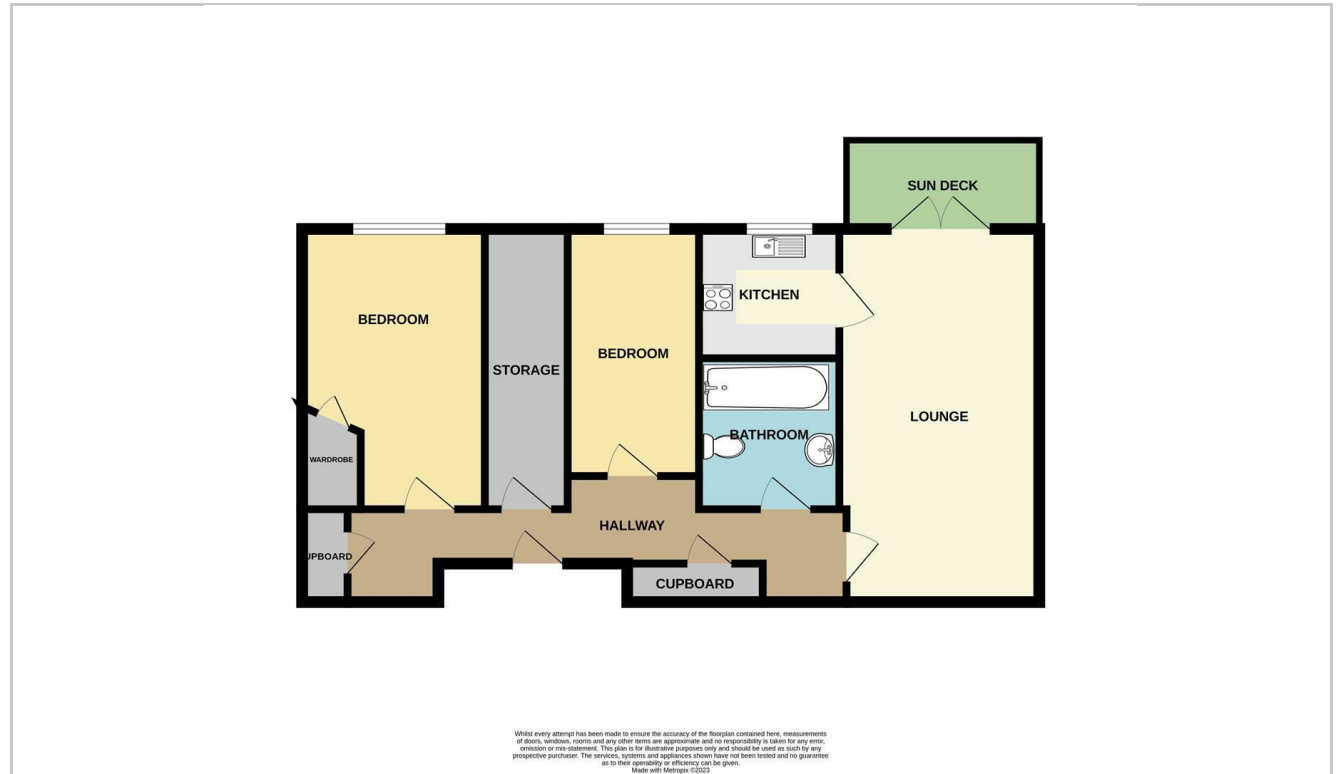 SUN DECK
KITCHEN
BEDROOM
BEDROOM
STORAGE
LOUNGE
BATHROOM
WARDROBE
HALLWAY
UPBOARD
CUPBOARD
Whilst every attempt has been made to ensure the accuracy of the floorplan contained here, measurements
of doors, windows, rooms and any other items are approximate and no responsibility is taken for any error,
omission or mis-statement. This plan is for illustrative purposes only and should be used as such by any
prospective purchaser. The services, systems and appliances shown have not been tested and no guarantee
as to their operability or efficiency can be given.
Made with Metropix ©2023